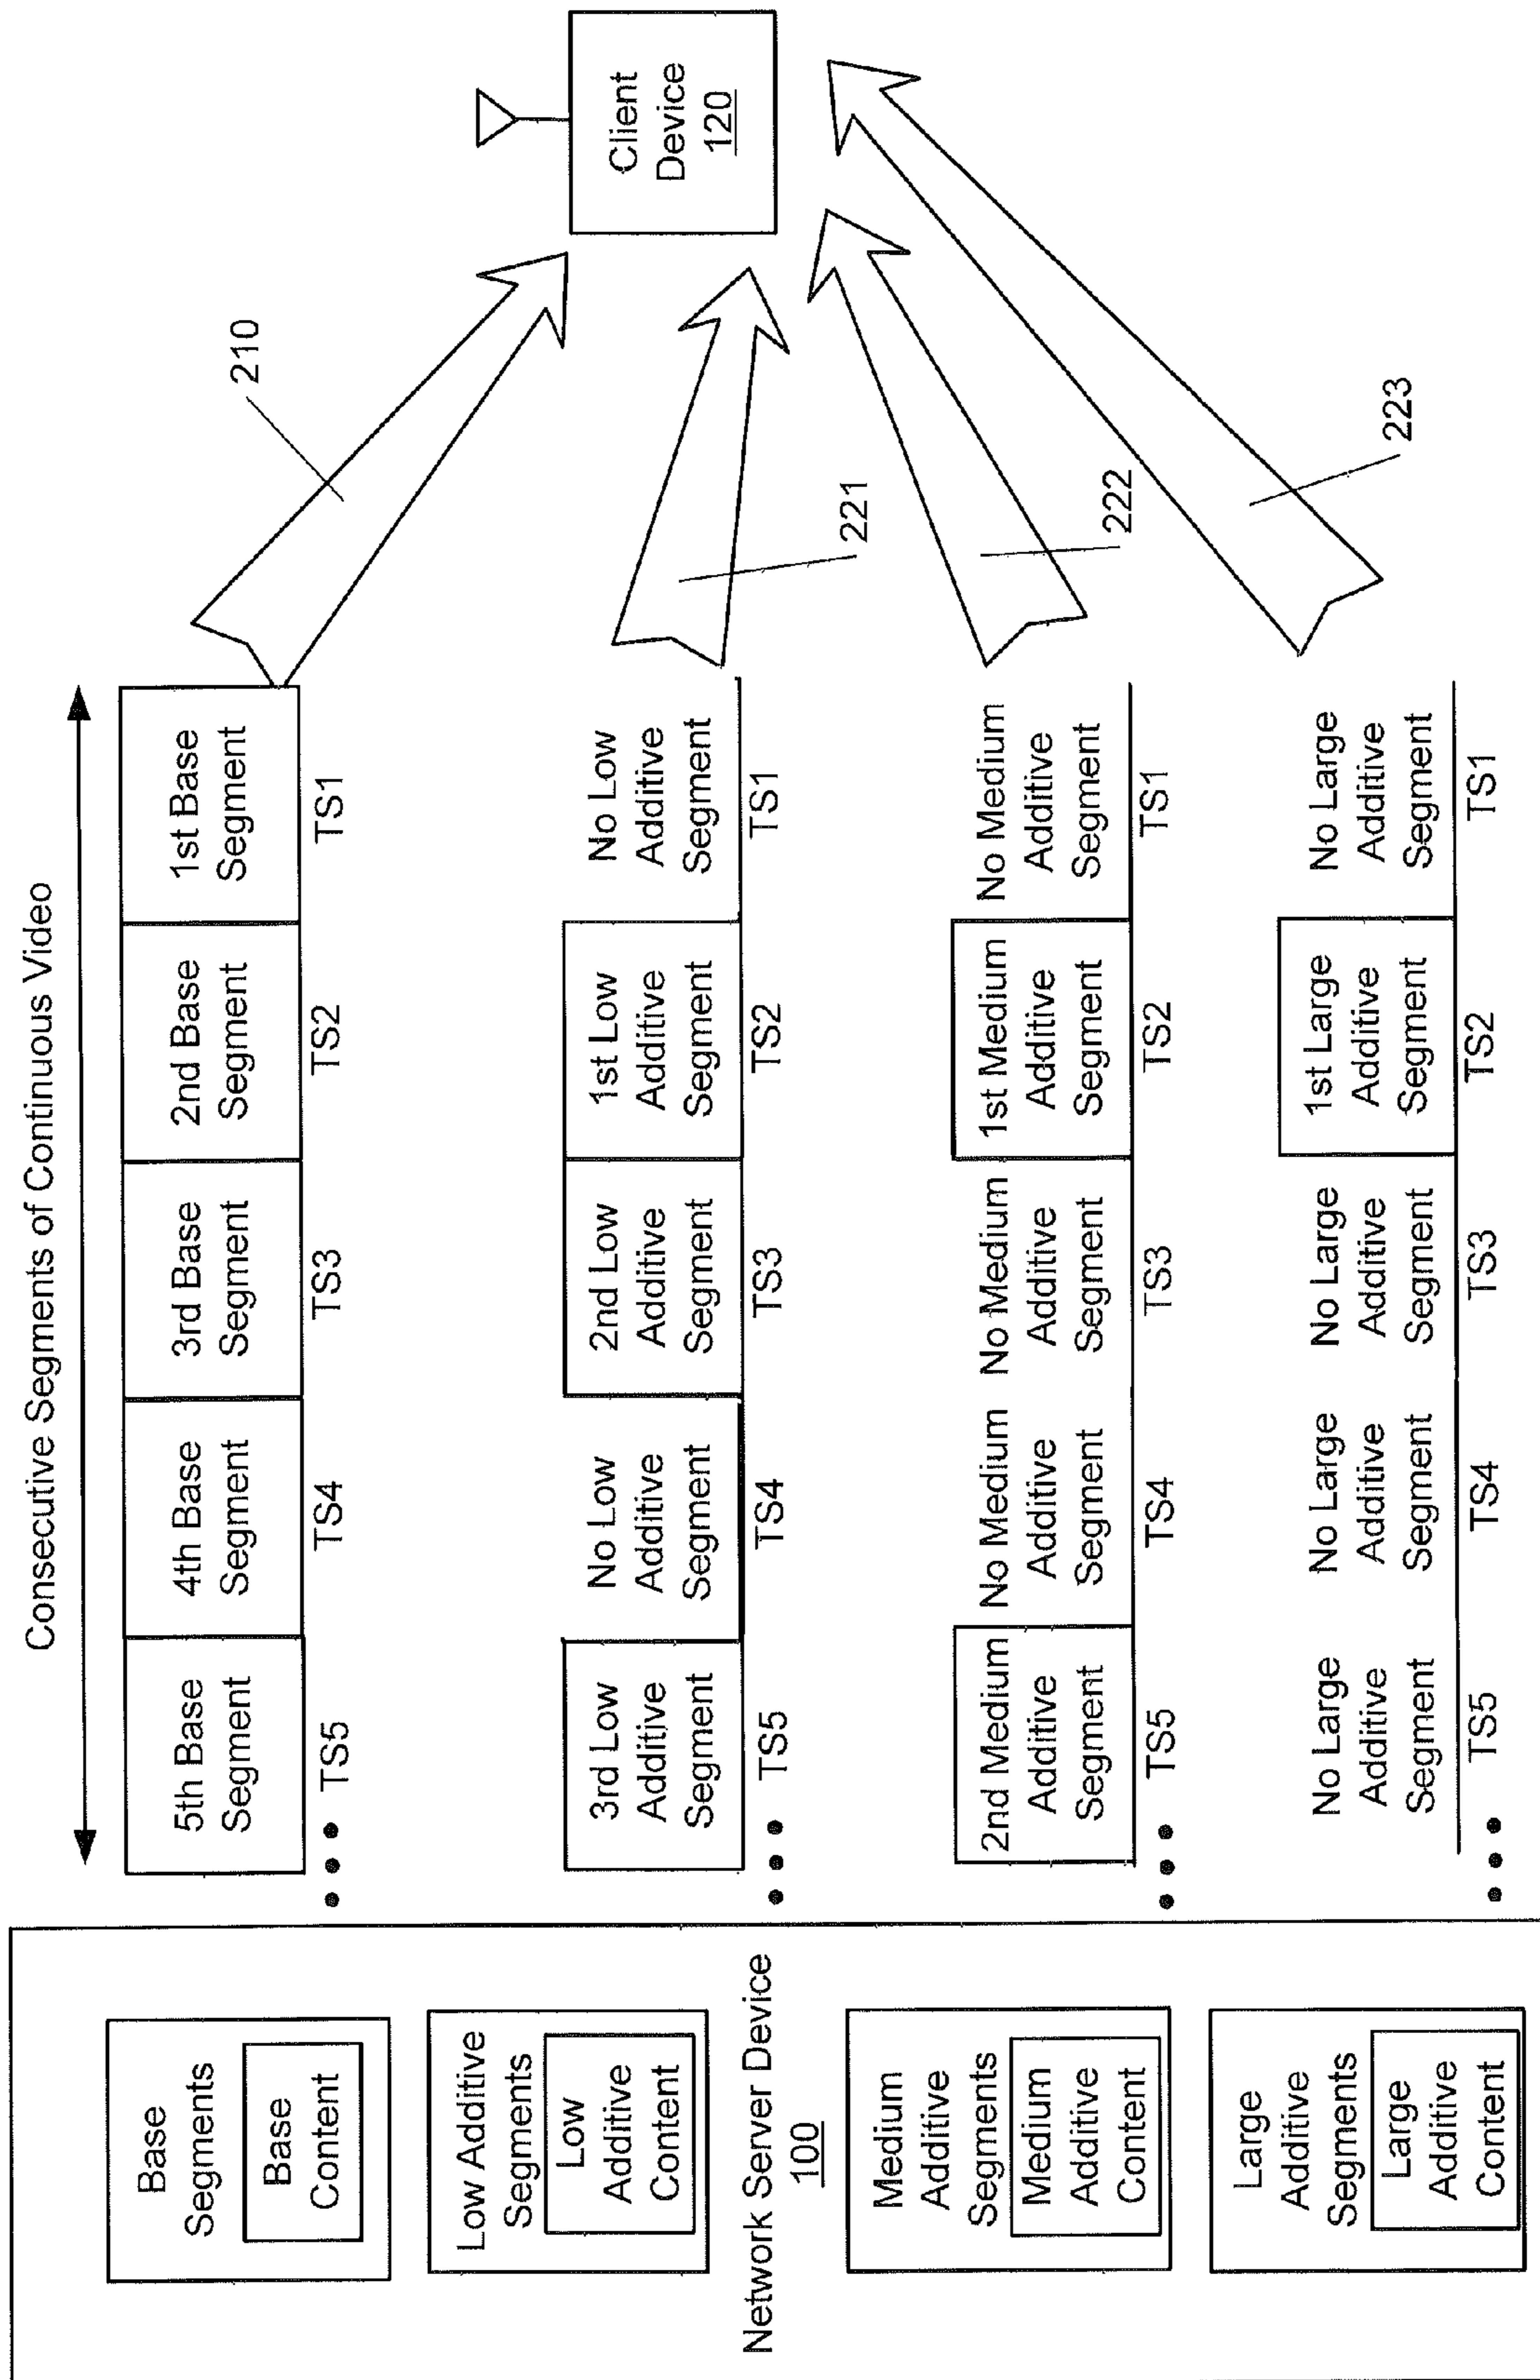 Consecutive Segments of Continuous Video
Base
Segments
Base
Content
5th Base
Segment
4th Base
Segment
3rd Base
Segment
2nd Base
Segment
1st Base
Segment
TS5
TS4
TS3
TS2
TS1
210
Client
Device
120
Low Additive
Segments
Low
Additive
Content
3rd Low
Additive
Segment
No Low
Additive
Segment
2nd Low
Additive
Segment
1st Low
Additive
Segment
No Low
Additive
Segment
TS5
TS4
TS3
TS2
TS1
221
Network Server Device
100
Medium
Additive
Segments
Medium
Additive
Content
2nd Medium
Additive
Segment
No Medium
Additive
Segment
No Medium
Additive
Segment
1st Medium
Additive
Segment
No Medium
Additive
Segment
TS5
TS4
TS3
TS2
TS1
222
Large
Additive
Segments
Large
Additive
Content
No Large
Additive
Segment
No Large
Additive
Segment
No Large
Additive
Segment
1st Large
Additive
Segment
No Large
Additive
Segment
TS5
TS4
TS3
TS2
TS1
223